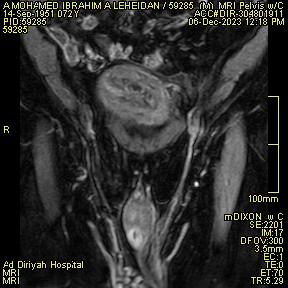 A MOHAMED IBRAHIM A LEHEIDAN / 59285 (M) MRI Pelvis w/C
14-Sep-1951 072Y ACC#DIR-304801911
PID:59285 06-Dec-2023 12:18 PM
59285
R
100mm
mDIXON_w C
SE:2201
IM:17
DFOV:300
3.5mm
EC:1
TE:0
ET:70
TR:5.29
Ad Diriyah Hospital
MRI
MRI